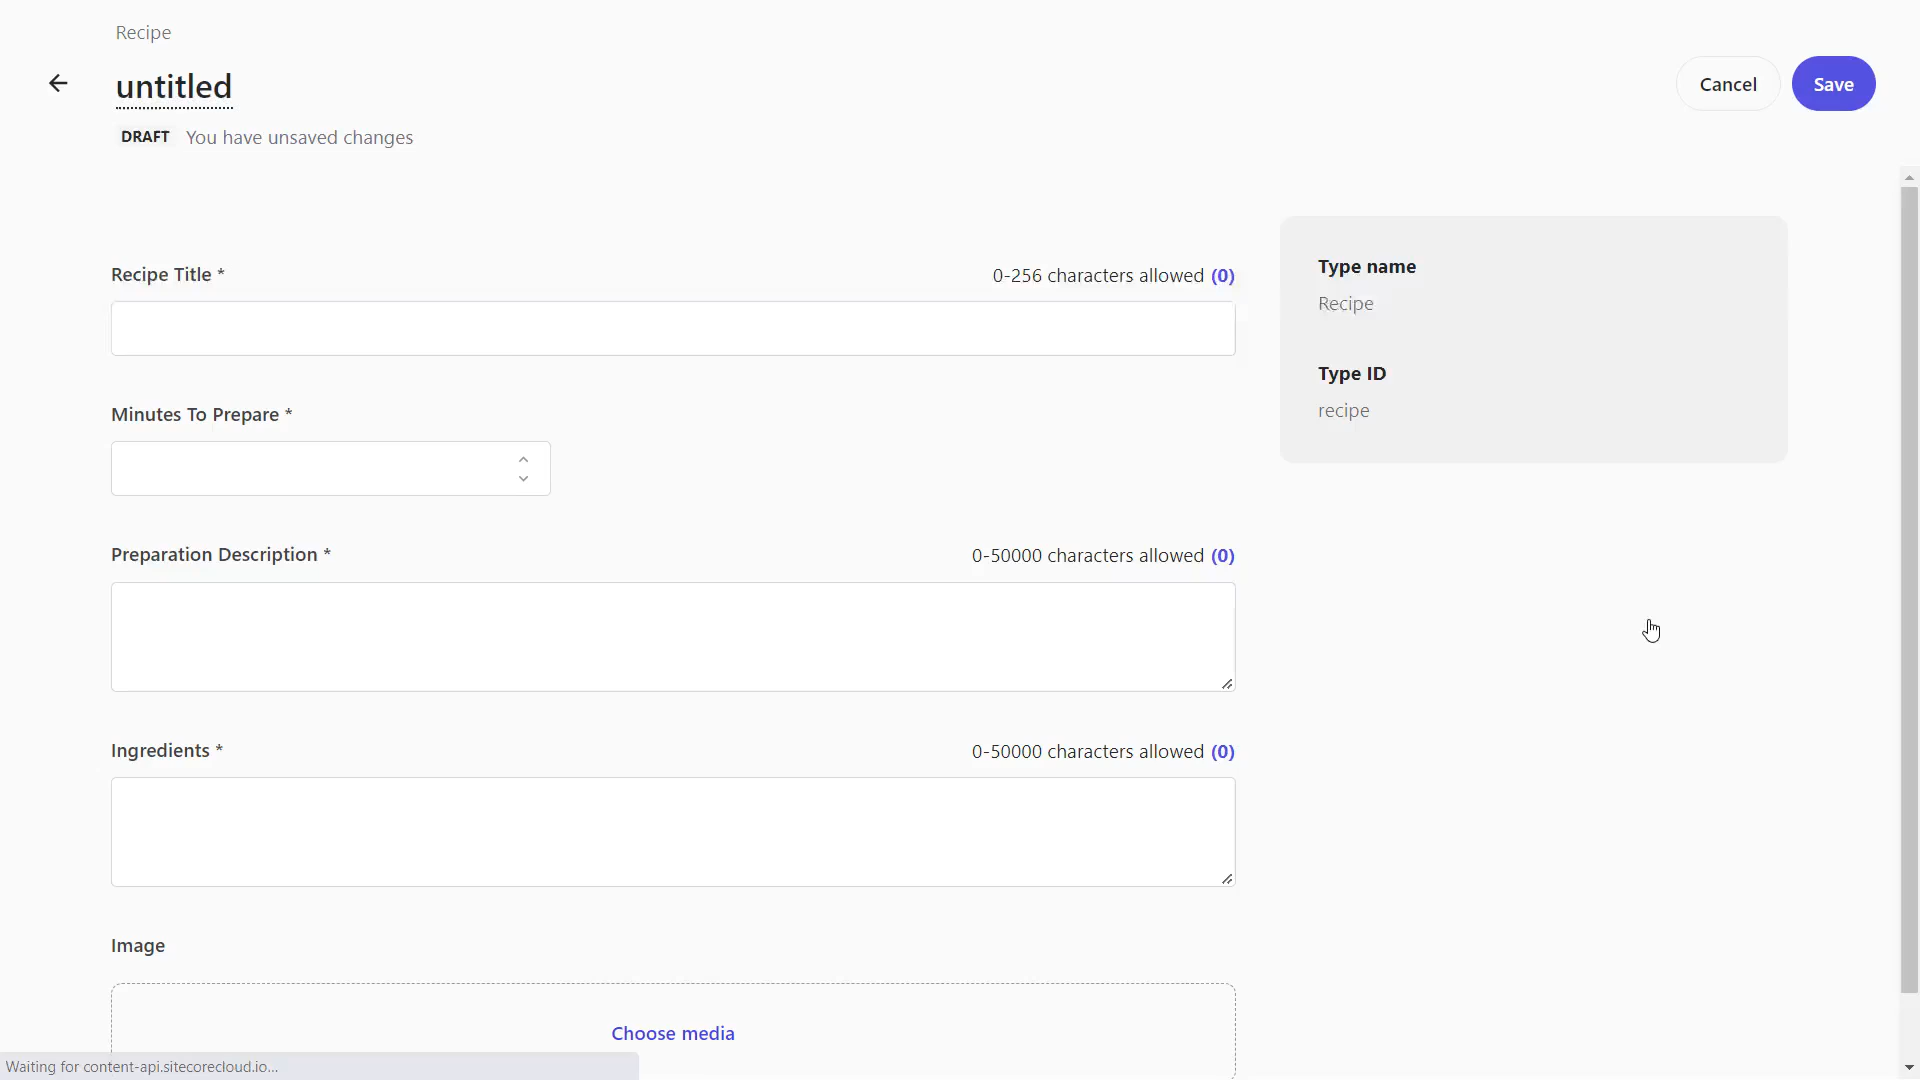 Recipe
untitled
Cancel
Save
DRAFT You have unsaved changes
Recipe Title * 0-256 characters allowed (0)
Type name
Recipe
Type ID
recipe
Minutes To Prepare *
Preparation Description * 0-50000 characters allowed (0)
Ingredients * 0-50000 characters allowed (0)
Image
Choose media
Waiting for content-api.sitecorecloud.io...